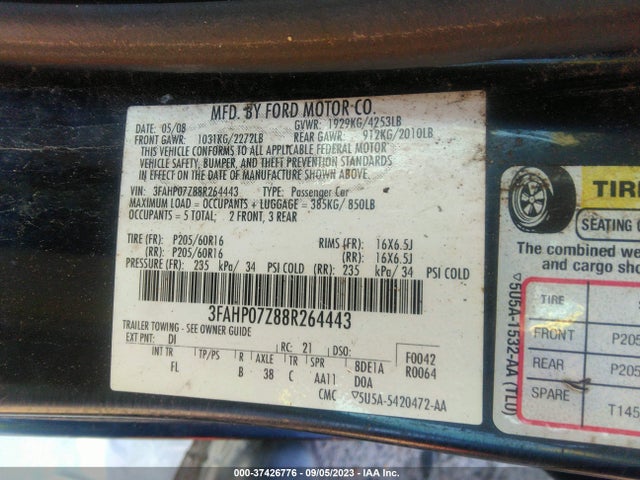 MFD. BY FORD MOTOR CO.
DATE: 05/08 GVWR: 1929KG/4253LB
FRONT GAWR: 1031KG/2272LB REAR GAWR: 912KG/2010LB
THIS VEHICLE CONFORMS TO ALL APPLICABLE FEDERAL MOTOR
VEHICLE SAFETY, BUMPER, AND THEFT PREVENTION STANDARDS
IN EFFECT ON THE DATE OF MANUFACTURE SHOWN ABOVE.
VIN: 3FAHP07Z88R264443 TYPE: Passenger Car
MAXIMUM LOAD = OCCUPANTS + LUGGAGE = 385KG/ 850LB
OCCUPANTS = 5 TOTAL; 2 FRONT, 3 REAR
TIRE (FR): P205/60R16 RIMS (FR): 16X6.5J
(RR): P205/60R16 (RR): 16X6.5J
PRESSURE (FR): 235 kPa/ 34 PSI COLD (RR): 235 kPa/ 34 PSI COLD
3FAHP07Z88R264443
TRAILER TOWING - SEE OWNER GUIDE
EXT PNT: DI RC: 21 DSO: F0042
INT TR TP/PS R AXLE TR SPR 8DE1A R0064
FL B 38 C AA11 D0A
CMC ▽5U5A-5420472-AA
▽5U5A-1532-AA (TL0)
TIRE
SEATING
The combined
and cargo
TIRE
FRONT P205
REAR P205
SPARE T145
000-37426776 - 09/05/2023 - IAA Inc.